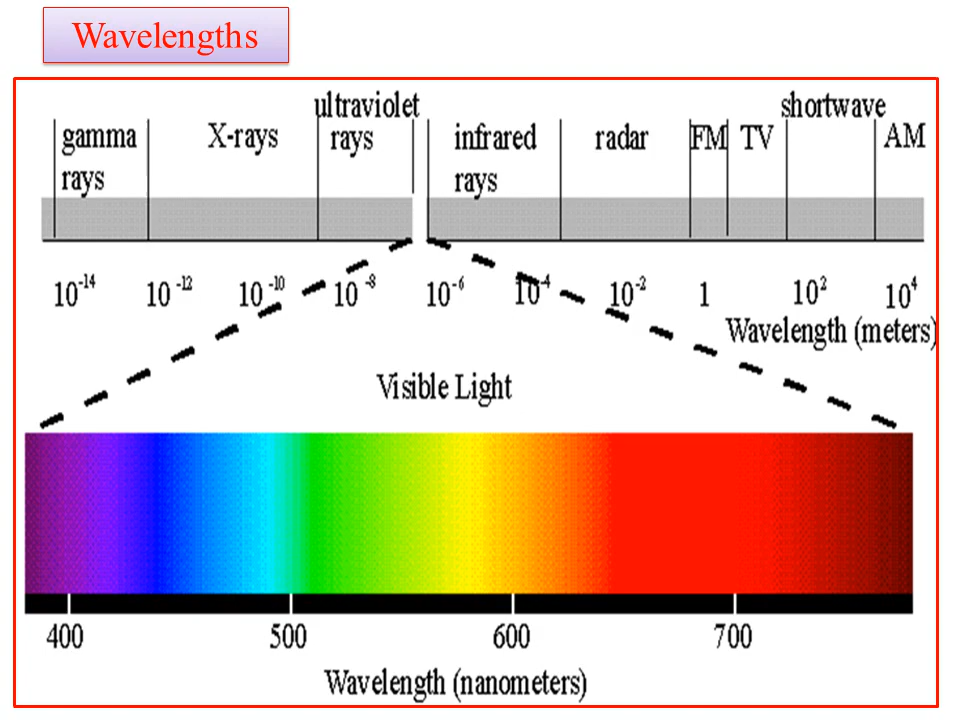 Wavelengths
ultraviolet shortwave
gamma X-rays rays infrared radar FM TV AM
rays rays
10⁻¹⁴ 10⁻¹² 10⁻¹⁰ 10⁻⁸ 10⁻⁶ 10⁻⁴ 10⁻² 1 10² 10⁴
Wavelength (meters)
Visible Light
400 500 600 700
Wavelength (nanometers)